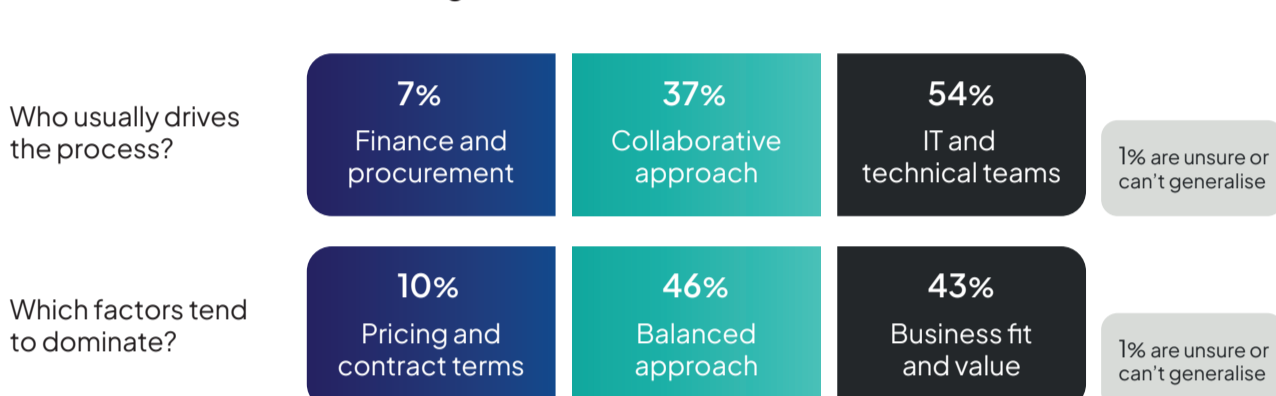 Who usually drives
the process?
7%
Finance and
procurement
37%
Collaborative
approach
54%
IT and
technical teams
1% are unsure or
can't generalise
Which factors tend
to dominate?
10%
Pricing and
contract terms
46%
Balanced
approach
43%
Business fit
and value
1% are unsure or
can't generalise